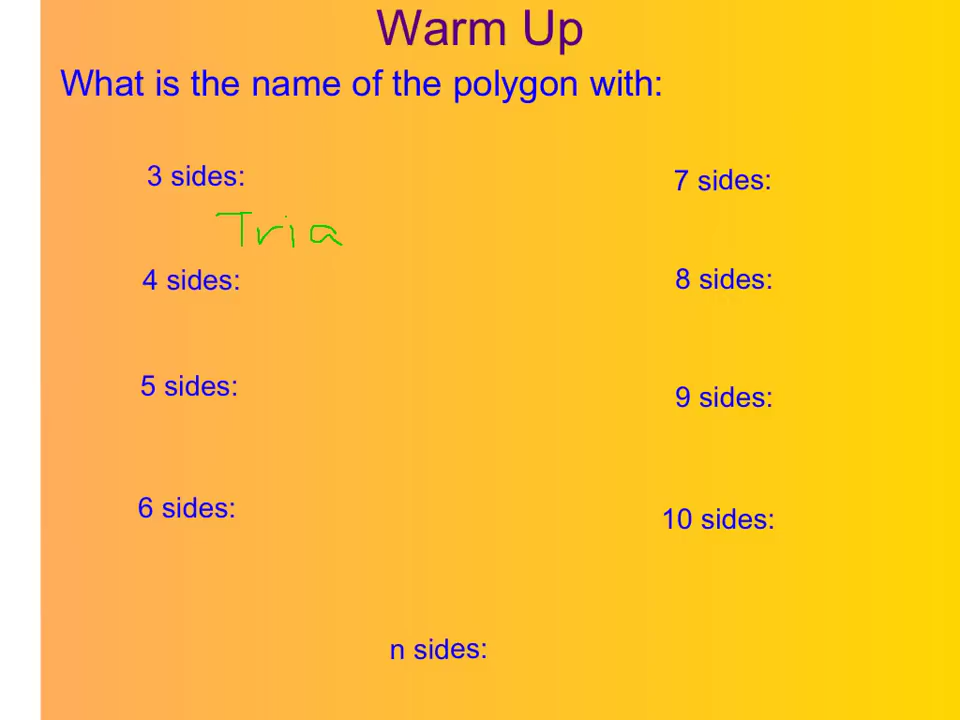 Warm Up
What is the name of the polygon with:
3 sides:
Tria
4 sides:
5 sides:
6 sides:
7 sides:
8 sides:
9 sides:
10 sides:
n sides: